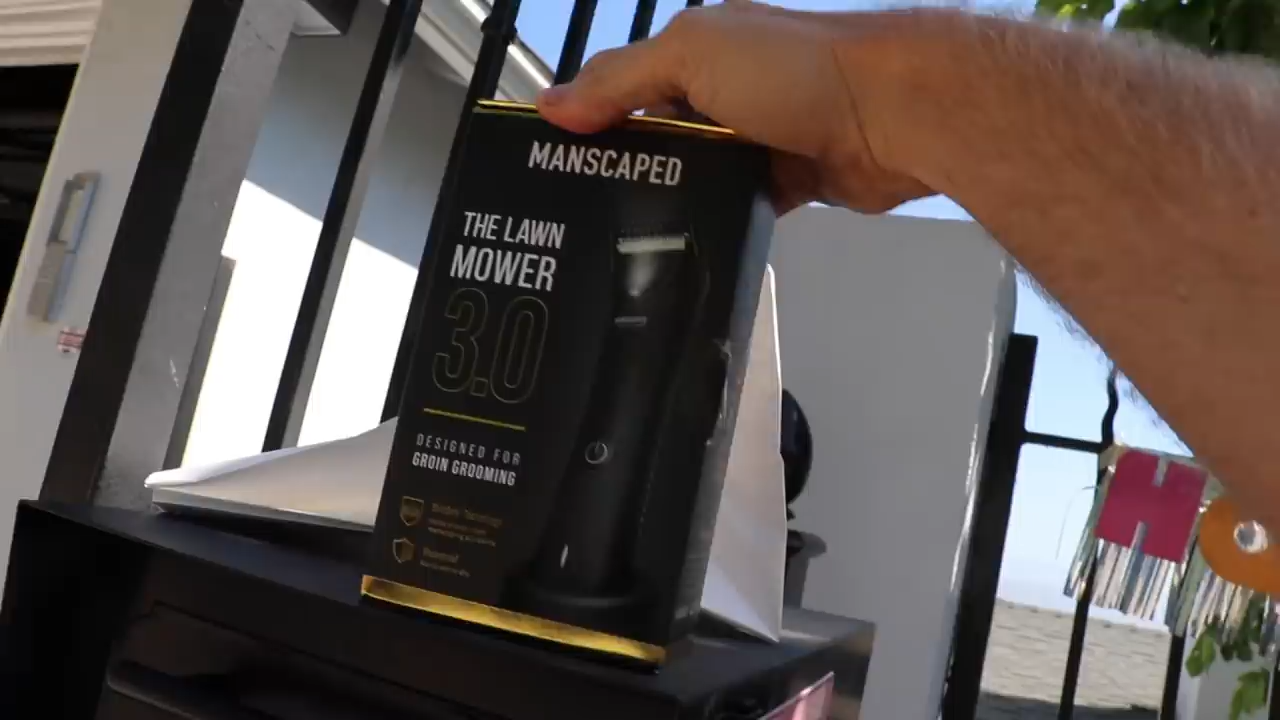 MANSCAPED
THE LAWN
MOWER
3.0
DESIGNED FOR
GROIN GROOMING